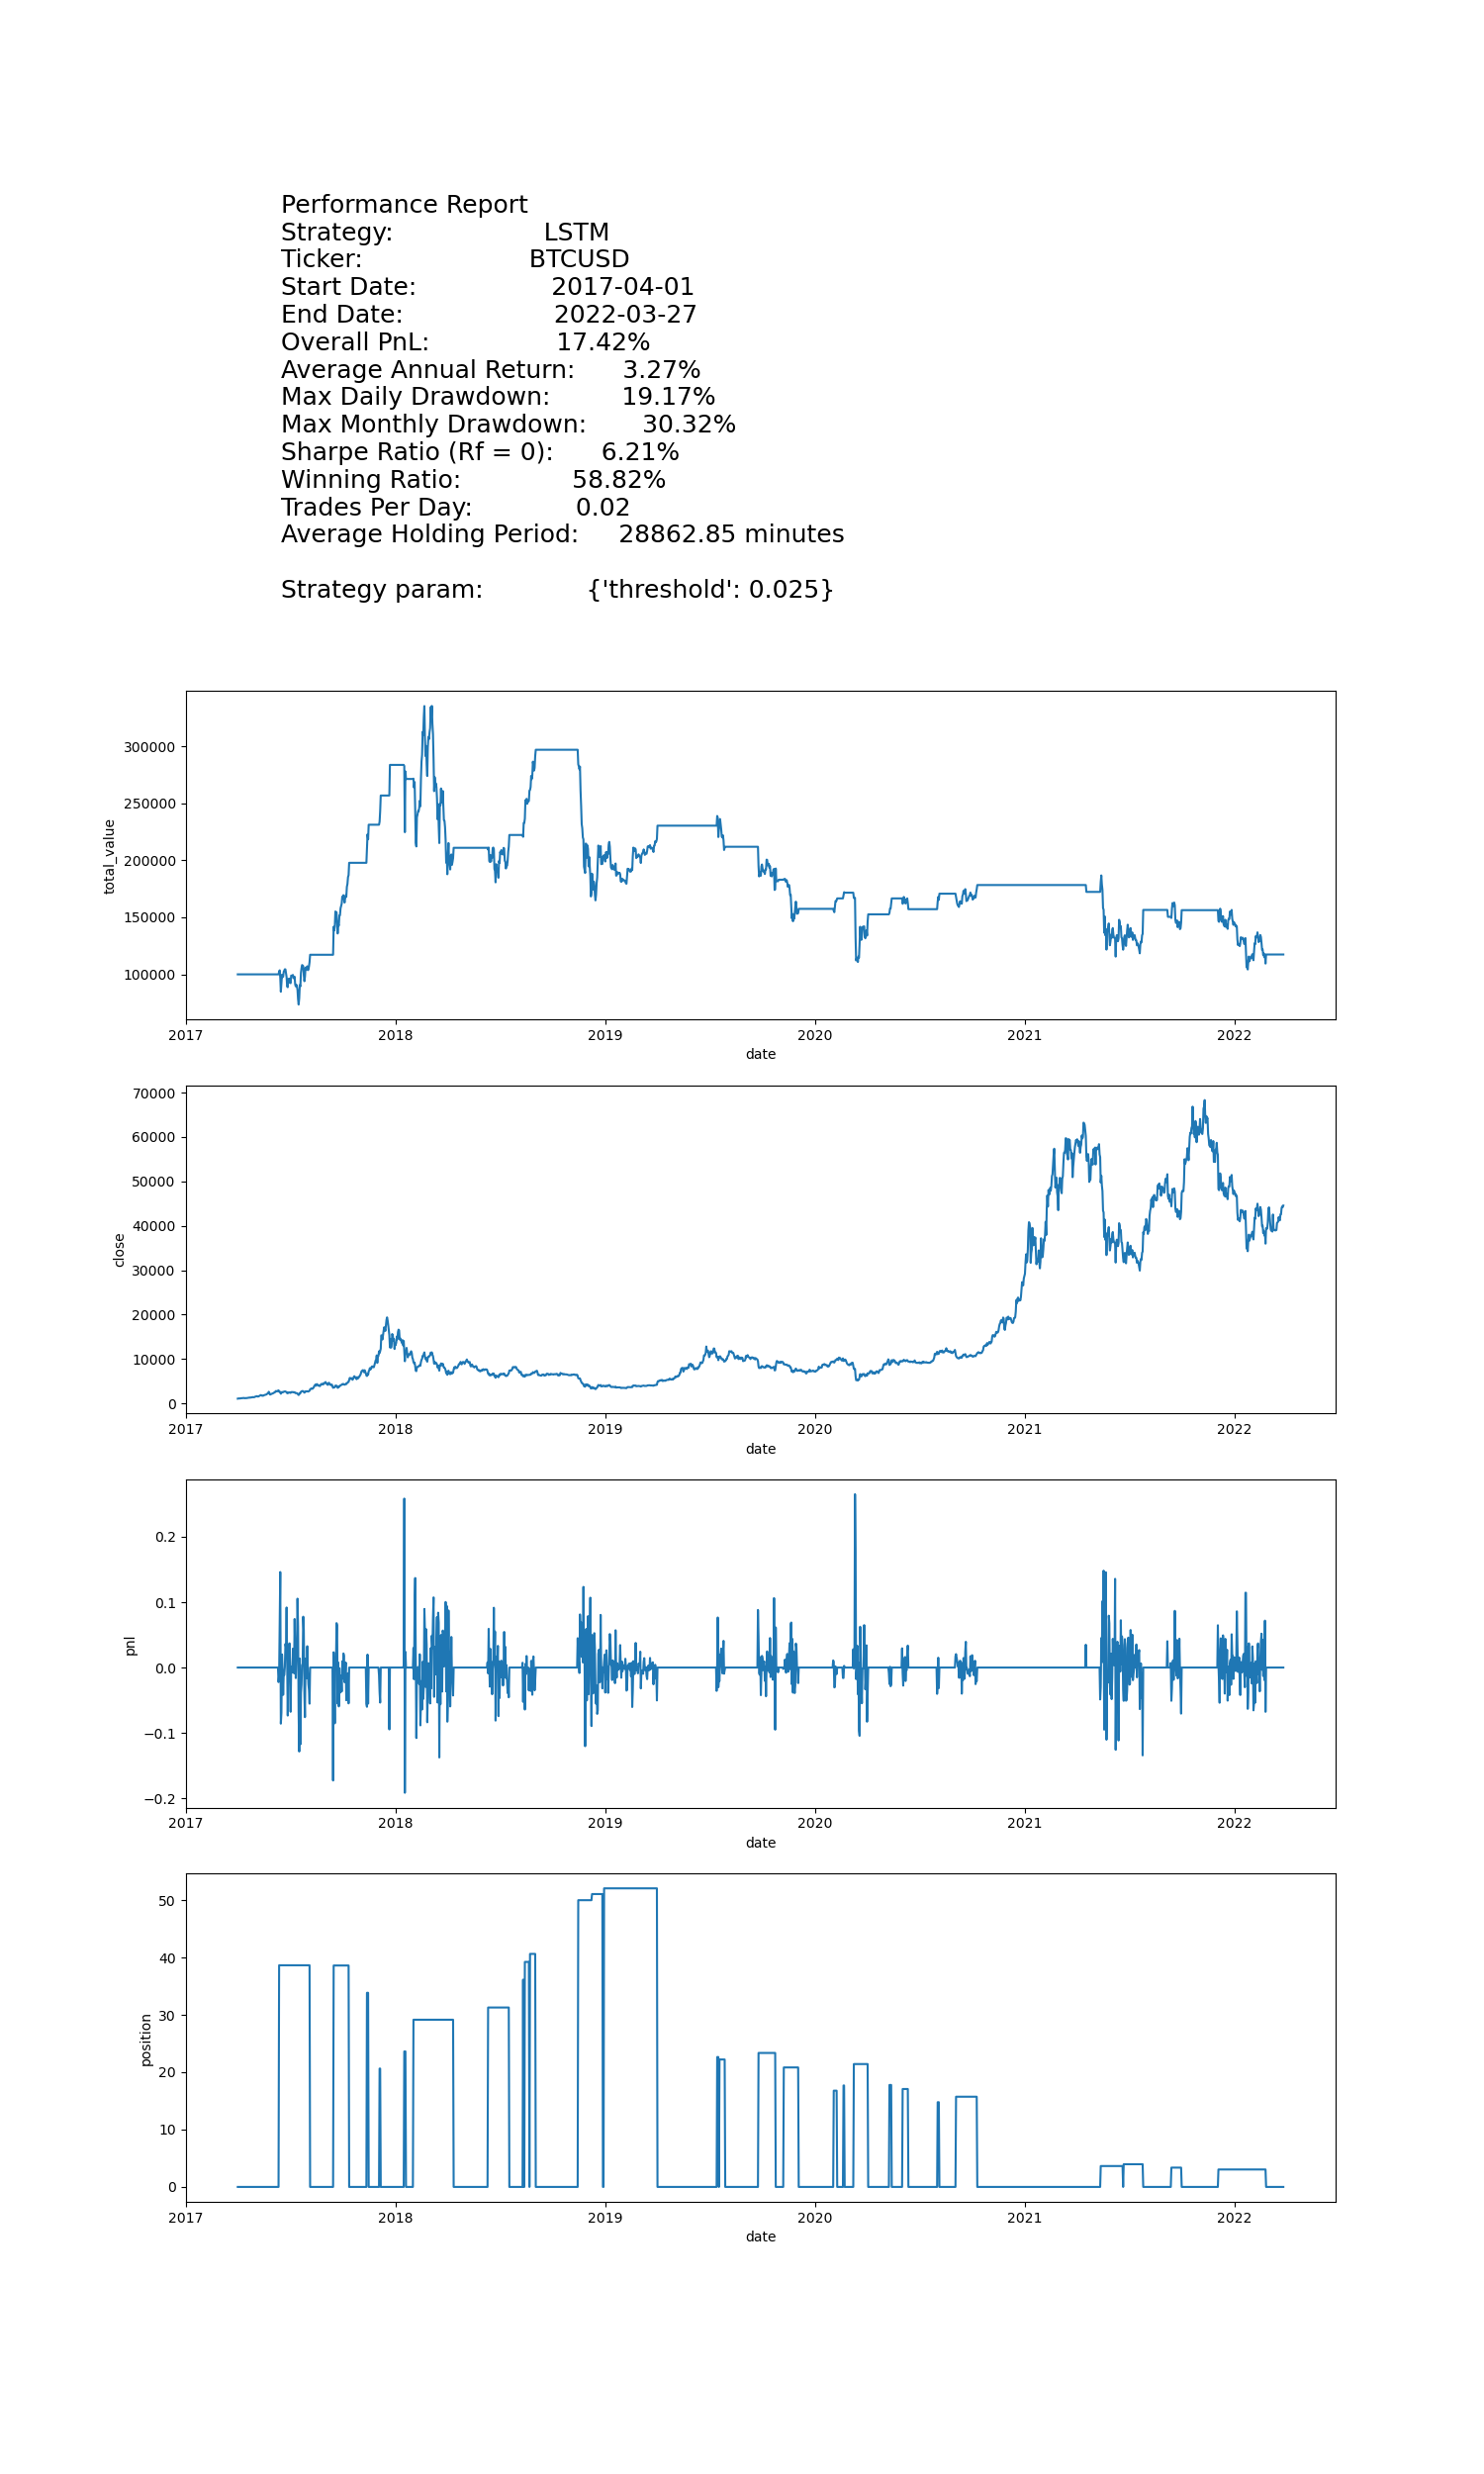 Performance Report
Strategy: LSTM
Ticker: BTCUSD
Start Date: 2017-04-01
End Date: 2022-03-27
Overall PnL: 17.42%
Average Annual Return: 3.27%
Max Daily Drawdown: 19.17%
Max Monthly Drawdown: 30.32%
Sharpe Ratio (Rf = 0): 6.21%
Winning Ratio: 58.82%
Trades Per Day: 0.02
Average Holding Period: 28862.85 minutes
Strategy param: {'threshold': 0.025}
total_value
300000
250000
200000
150000
100000
2017 2018 2019 2020 2021 2022
date
close
70000
60000
50000
40000
30000
20000
10000
0
2017 2018 2019 2020 2021 2022
date
pnl
0.2
0.1
0.0
−0.1
−0.2
2017 2018 2019 2020 2021 2022
date
position
50
40
30
20
10
0
2017 2018 2019 2020 2021 2022
date